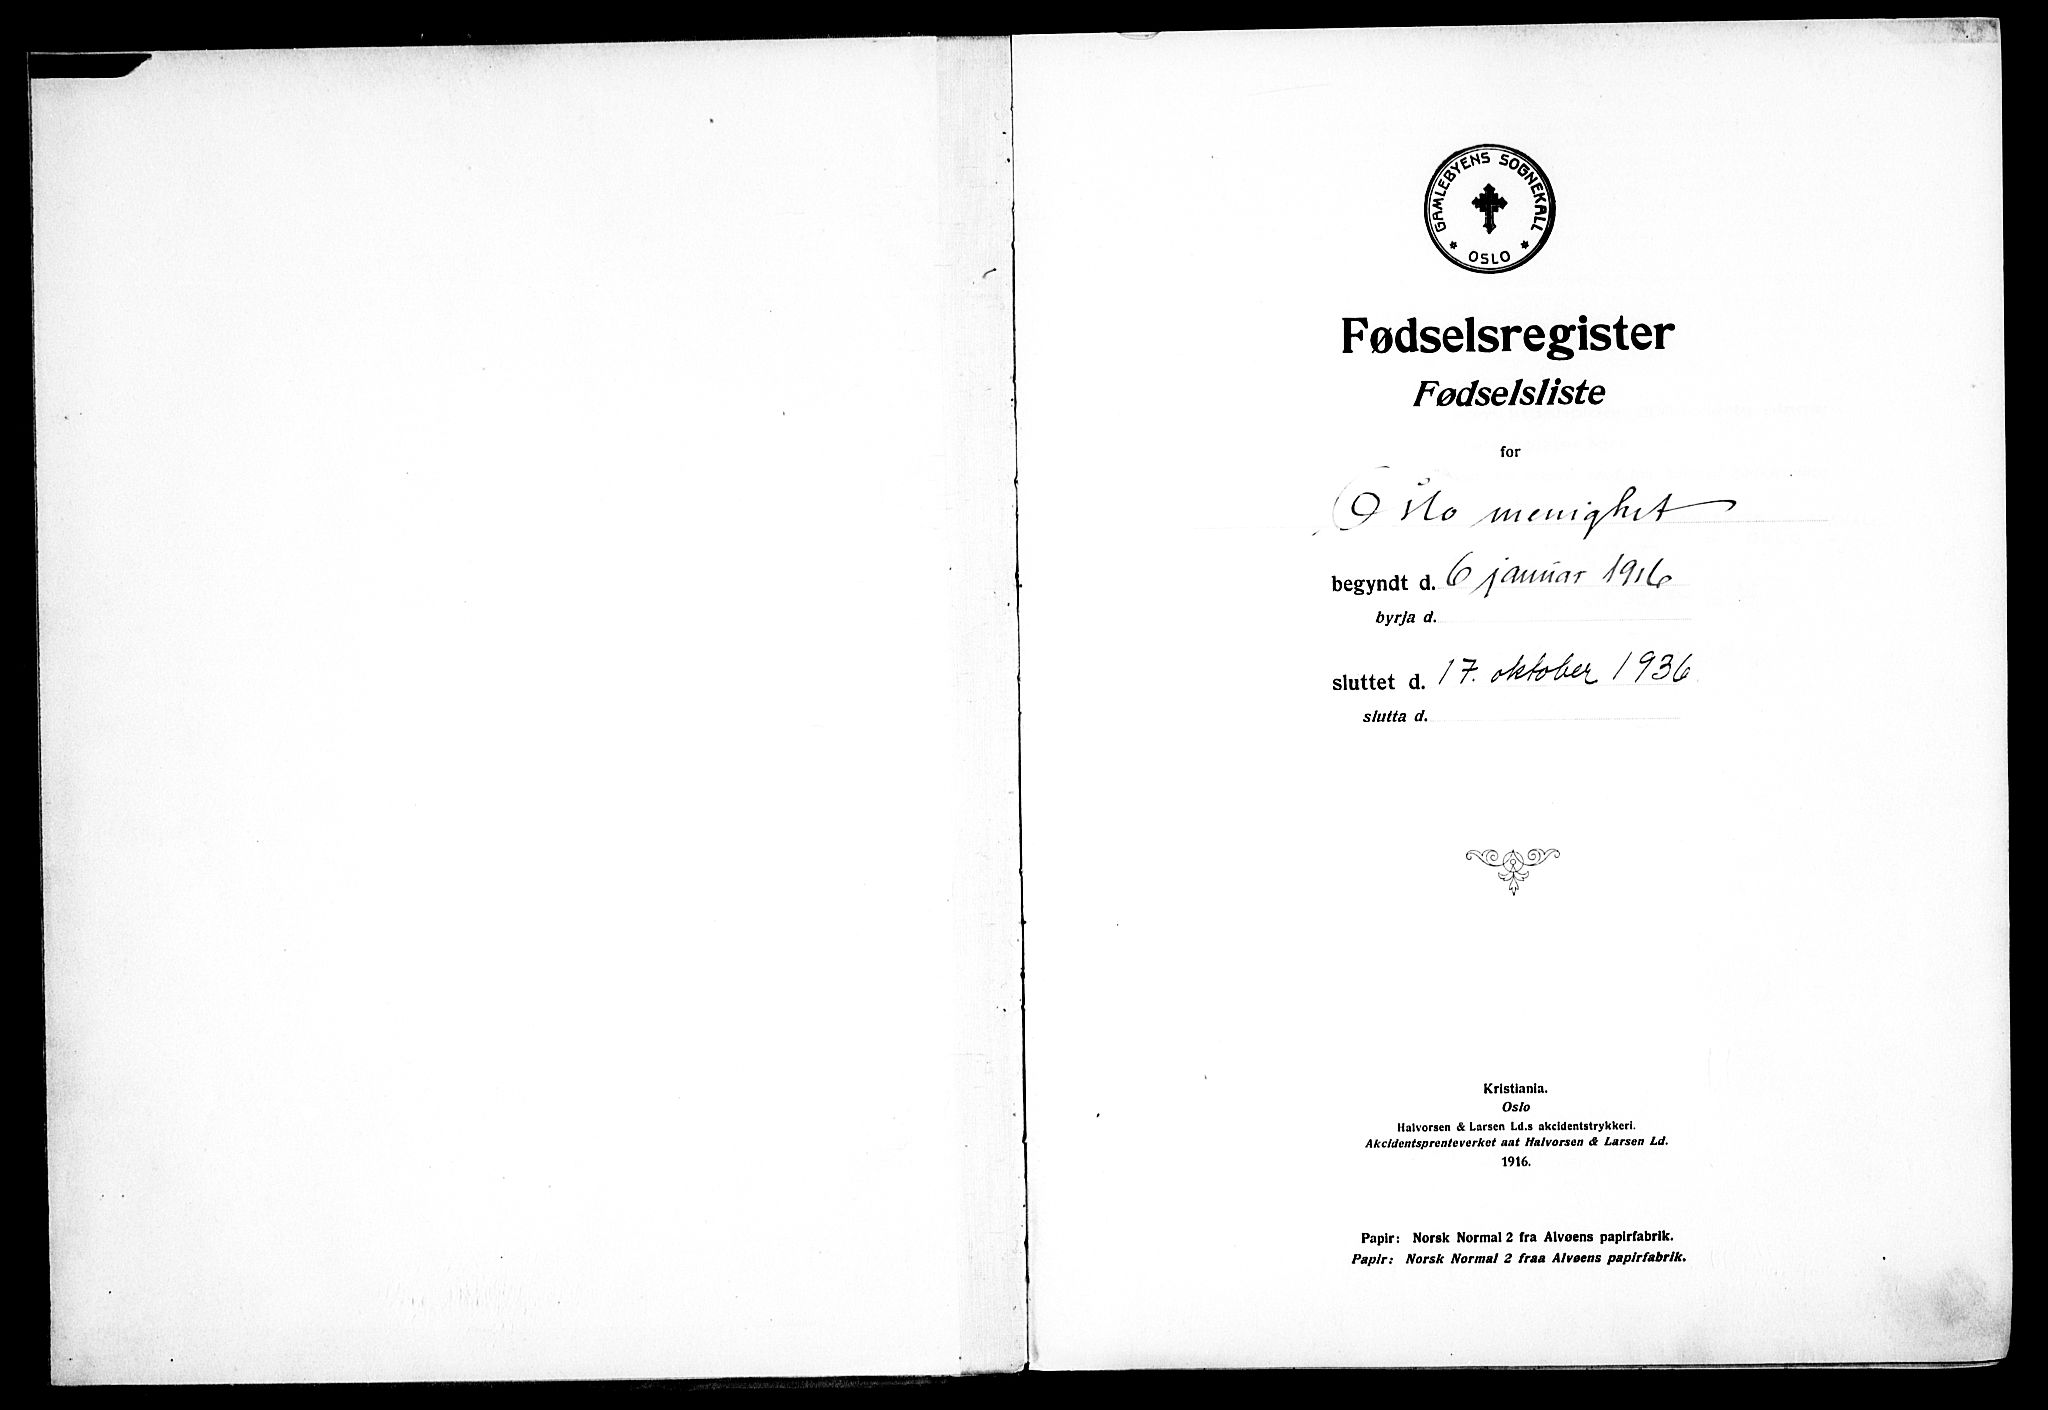 GAMLEBYENS SOGNEKALL
* OSLO *
Fødselsregister
Fødselsliste
for
Oslo menighet
begyndt d. 6 januar 1916
byrja d.
sluttet d. 17. oktober 1936
slutta d.
Kristiania.
Oslo
Halvorsen & Larsen Ld.s akcidentstrykkeri.
Akcidentsprenteverket aat Halvorsen & Larsen Ld.
1916.
Papir: Norsk Normal 2 fra Alvøens papirfabrik.
Papir: Norsk Normal 2 fraa Alvøens papirfabrik.